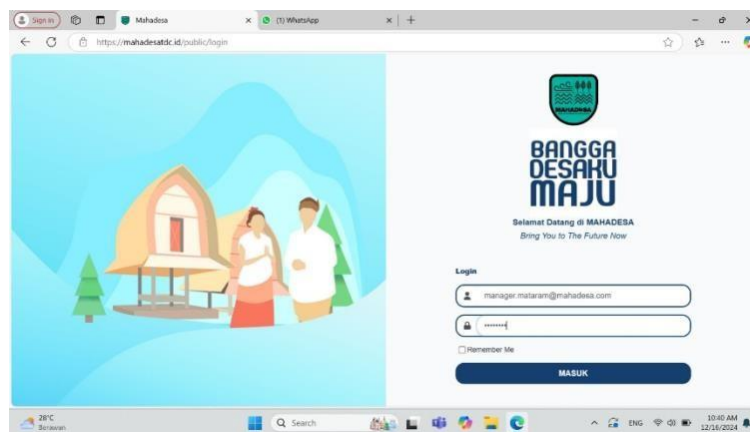 Sign in
Mahadesa
(1) WhatsApp
https://mahadesatdc.id/public/login
MAHADESA
BANGGA
DESAKU
MAJU
Selamat Datang di MAHADESA
Bring You to The Future Now
Login
manager.mataram@mahadesa.com
Remember Me
MASUK
28°C
Berawan
Search
ENG
10:40 AM
12/16/2024